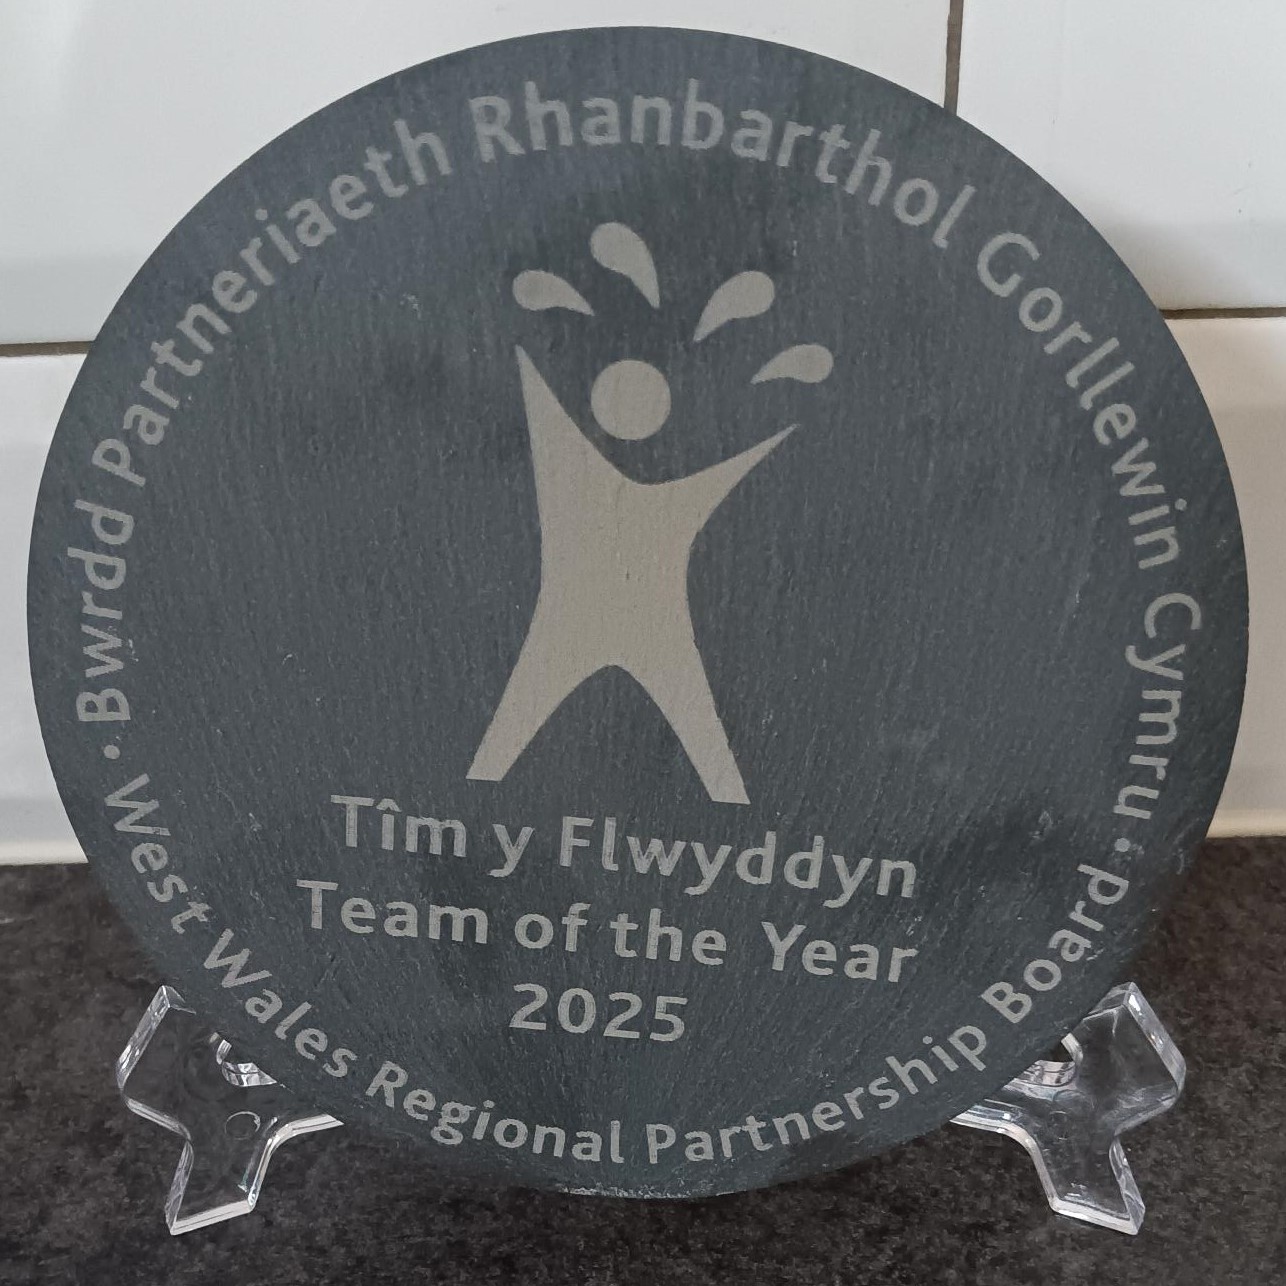 Bwrdd Partneriaeth Rhanbarthol Gorllewin Cymru •
Tîm y Flwyddyn
Team of the Year
2025
West Wales Regional Partnership Board •